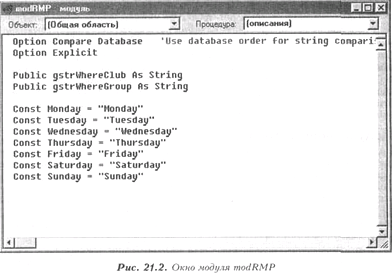 modRMP - модуль
Объект: [Общая область] Процедура: [описания]
Option Compare Database 'Use database order for string compari
Option Explicit
Public gstrWhereClub As String
Public gstrWhereGroup As String
Const Monday = "Monday"
Const Tuesday = "Tuesday"
Const Wednesday = "Wednesday"
Const Thursday = "Thursday"
Const Friday = "Friday"
Const Saturday = "Saturday"
Const Sunday = "Sunday"
Рис. 21.2. Окно модуля modRMP